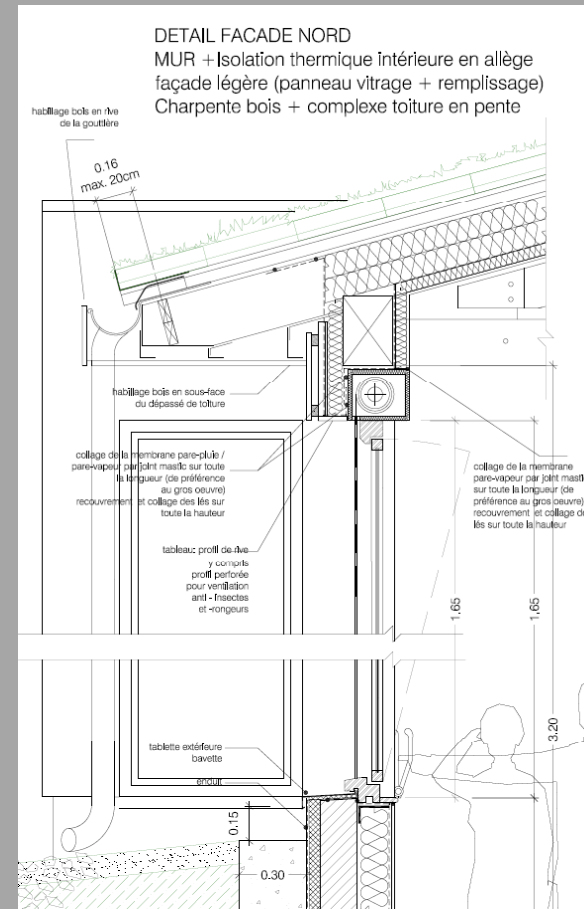 DETAIL FACADE NORD
MUR +Isolation thermique intérieure en allège
façade légère (panneau vitrage + remplissage)
Charpente bois + complexe toiture en pente
habillage bois en rive
de la gouttière
0.16
max. 20cm
habillage bois en sous-face
du dépassé de toiture
collage de la membrane pare-pluie /
pare-vapeur par joint mastic sur toute
la longueur (de préférence
au gros oeuvre)
recouvrement et collage des lés sur
toute la hauteur
collage de la membrane
pare-vapeur par joint masti
sur toute la longueur (de
préférence au gros oeuvre)
recouvrement et collage de
lés sur toute la hauteur
tableau: profil de rive
y compris
profil perforée
pour ventilation
anti - insectes
et -rongeurs
1.65
1.65
3.20
tablette extérieure
bavette
enduit
0.15
0.30